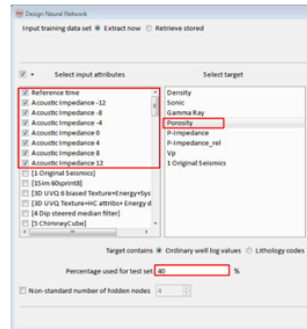 Design Neural Network
Input training data set Extract now Retrieve stored
Select input attributes
Select target
Reference time
Acoustic Impedance -12
Acoustic Impedance -8
Acoustic Impedance -4
Acoustic Impedance 0
Acoustic Impedance 4
Acoustic Impedance 8
Acoustic Impedance 12
[1 Original Seismics]
[1Sim 60sprint8]
[3D UVQ 6 biased Texture+Energy+Sys
[3D UVQ Texture+HC attribs+ Energy d
[4 Dip steered median filter]
[5 ChimneyCube]
Density
Sonic
Gamma Ray
Porosity
P-Impedance
P-Impedance_rel
Vp
1 Original Seismics
Target contains Ordinary well log values Lithology codes
Percentage used for test set 40 %
Non-standard number of hidden nodes 4